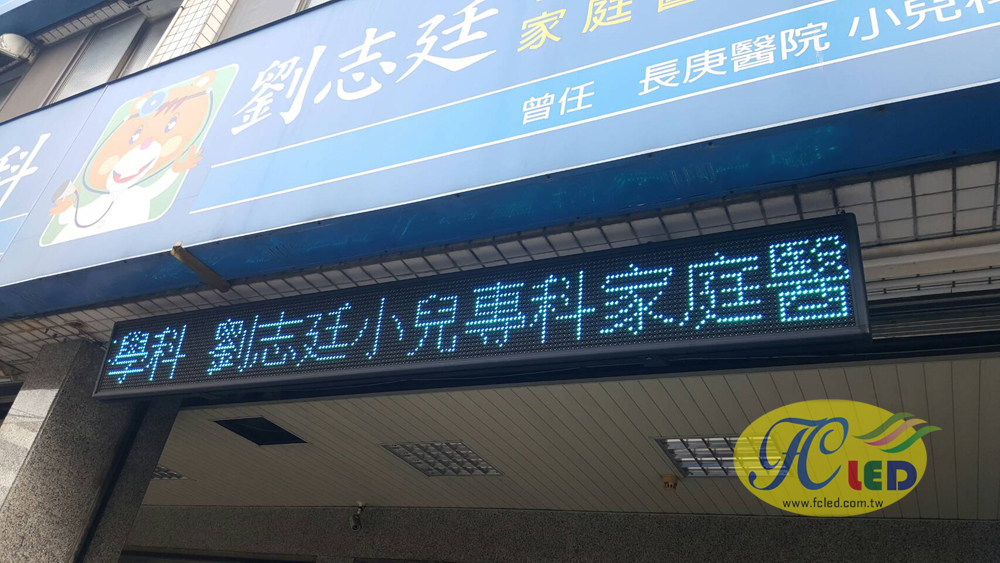 科
劉志廷 家庭醫
曾任 長庚醫院 小兒科
學科 劉志廷小兒專科家庭醫
FC LED
www.fcled.com.tw